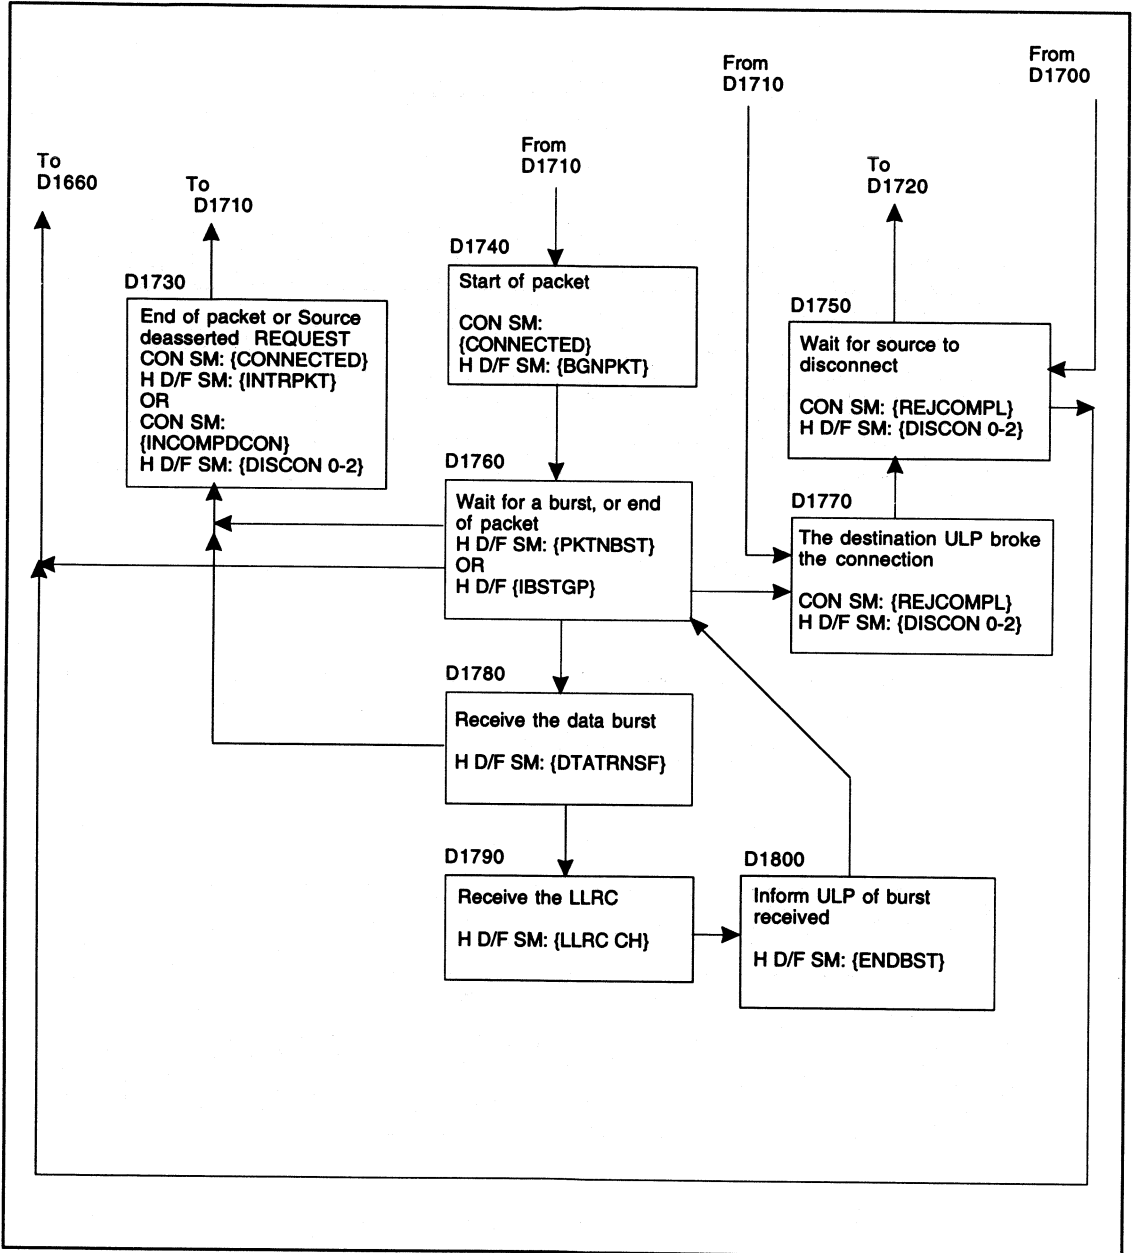 From
D1700
From
D1710
From
D1710
To
D1660
To
D1720
To
D1710
D1740
Start of packet
CON SM:
{CONNECTED}
H D/F SM: {BGNPKT}
D1730
End of packet or Source
deasserted REQUEST
CON SM: {CONNECTED}
H D/F SM: {INTRPKT}
OR
CON SM:
{INCOMPDCON}
H D/F SM: {DISCON 0-2}
D1750
Wait for source to
disconnect
CON SM: {REJCOMPL}
H D/F SM: {DISCON 0-2}
D1760
Wait for a burst, or end
of packet
H D/F SM: {PKTNBST}
OR
H D/F {IBSTGP}
D1770
The destination ULP broke
the connection
CON SM: {REJCOMPL}
H D/F SM: {DISCON 0-2}
D1780
Receive the data burst
H D/F SM: {DTATRNSF}
D1790
Receive the LLRC
H D/F SM: {LLRC CH}
D1800
Inform ULP of burst
received
H D/F SM: {ENDBST}